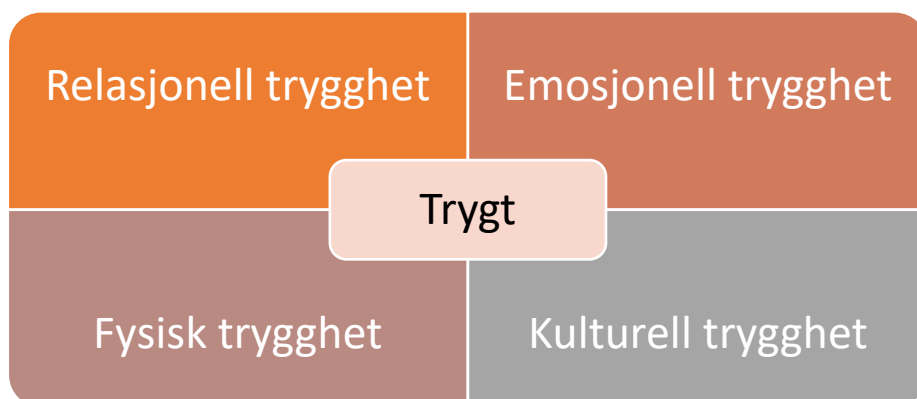 Relasjonell trygghet
Emosjonell trygghet
Trygt
Fysisk trygghet
Kulturell trygghet